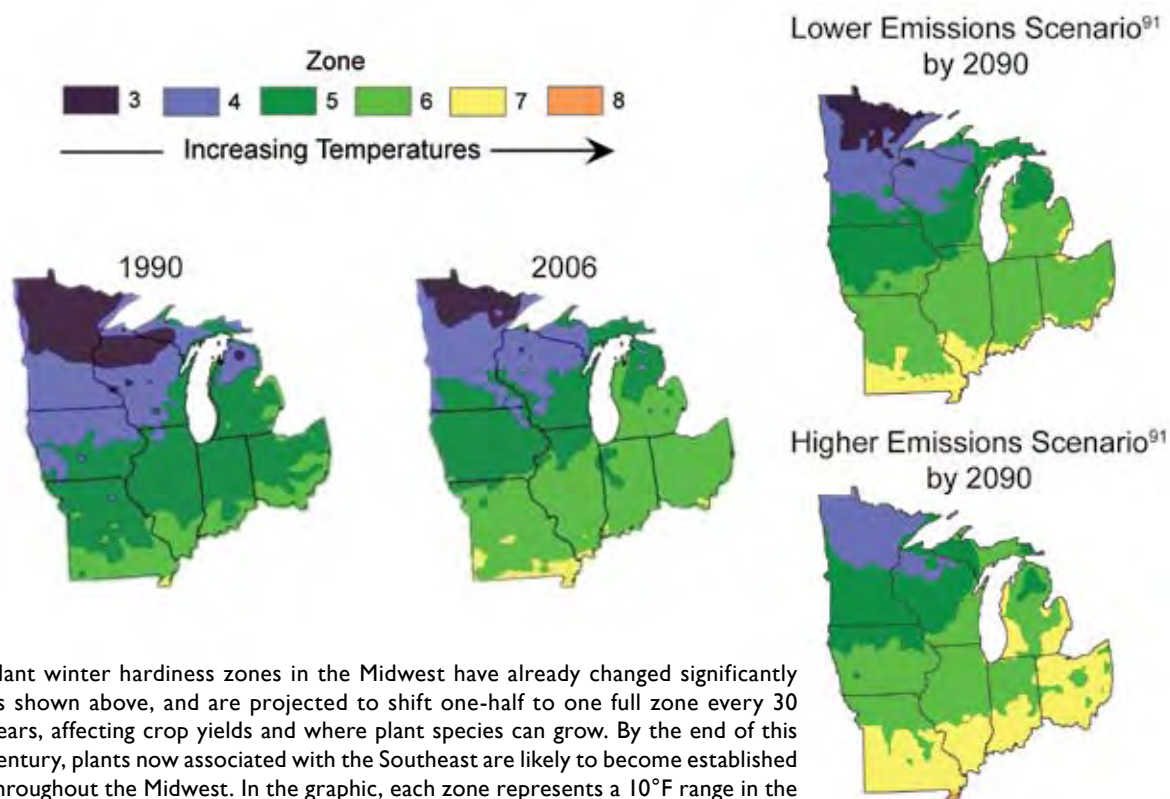 Zone
3 4 5 6 7 8
Increasing Temperatures
1990
2006
Lower Emissions Scenario91
by 2090
Higher Emissions Scenario91
by 2090
lant winter hardiness zones in the Midwest have already changed significantly
s shown above, and are projected to shift one-half to one full zone every 30
ears, affecting crop yields and where plant species can grow. By the end of this
entury, plants now associated with the Southeast are likely to become established
hroughout the Midwest. In the graphic, each zone represents a 10°F range in the